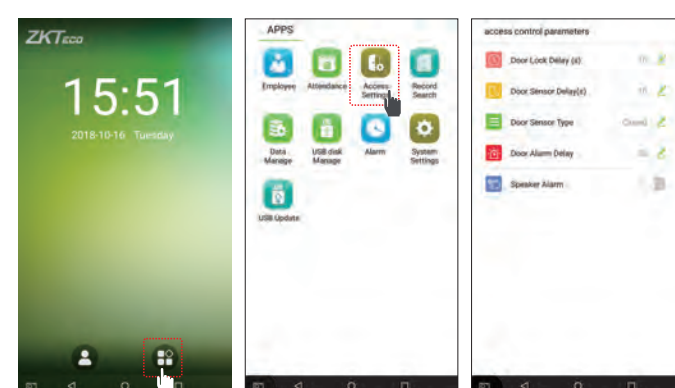 ZKTeco
15:51
2018-10-16 Tuesday
APPS
Employee
Attendance
Access Settings
Record Search
Data Manage
USB disk Manage
Alarm
System Settings
USB Update
access control parameters
Door Lock Delay (s)
Door Sensor Delay(s)
Door Sensor Type
Closed
Door Alarm Delay
Speaker Alarm